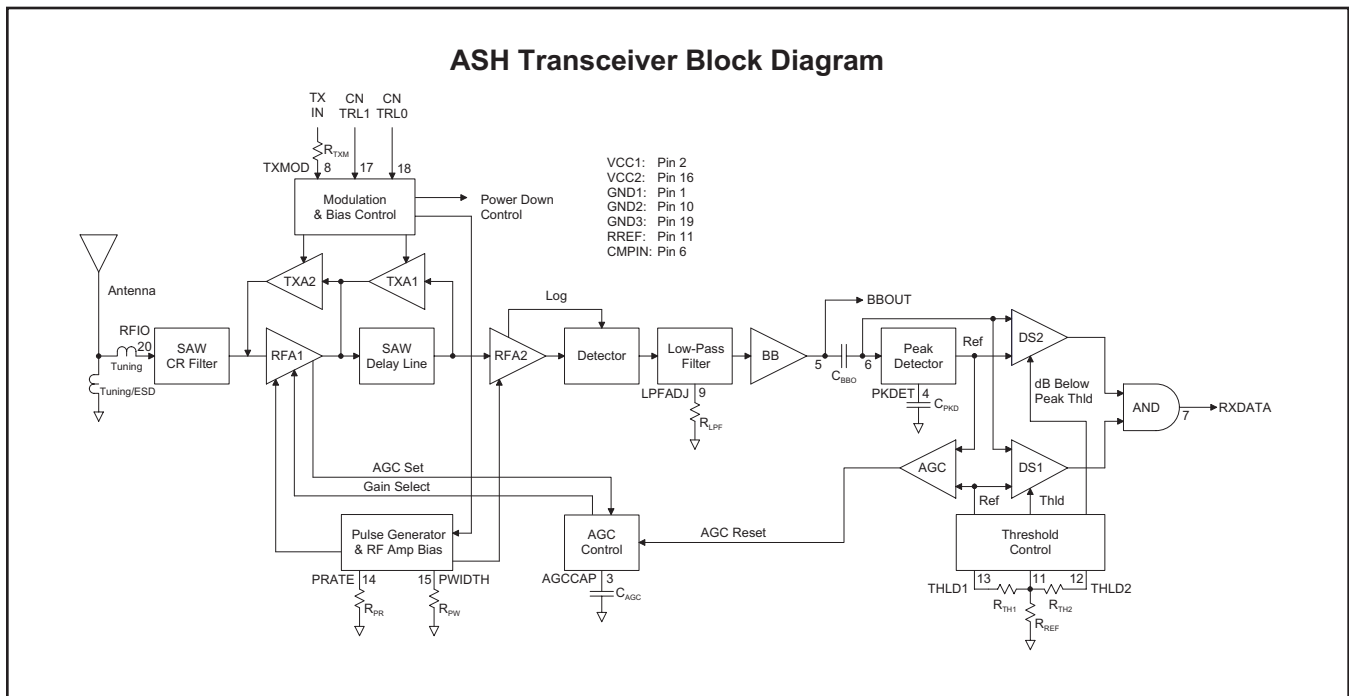 ASH Transceiver Block Diagram
TX
IN
CN
TRL1
CN
TRL0
RTXM
TXMOD
8
17
18
Modulation
& Bias Control
Power Down
Control
VCC1: Pin 2
VCC2: Pin 16
GND1: Pin 1
GND2: Pin 10
GND3: Pin 19
RREF: Pin 11
CMPIN: Pin 6
TXA2
TXA1
Antenna
Log
BBOUT
RFIO
20
Tuning
Tuning/ESD
SAW
CR Filter
RFA1
SAW
Delay Line
RFA2
Detector
Low-Pass
Filter
BB
5
CBBO
6
Peak
Detector
Ref
DS2
LPFADJ
9
RLPF
PKDET
4
CPKD
dB Below
Peak Thld
AND
7
RXDATA
AGC Set
Gain Select
AGC
DS1
Ref
Thld
Pulse Generator
& RF Amp Bias
AGC
Control
AGC Reset
Threshold
Control
PRATE
14
15
PWIDTH
AGCCAP
3
THLD1
13
11
12
THLD2
RPR
RPW
CAGC
RTH1
RTH2
RREF